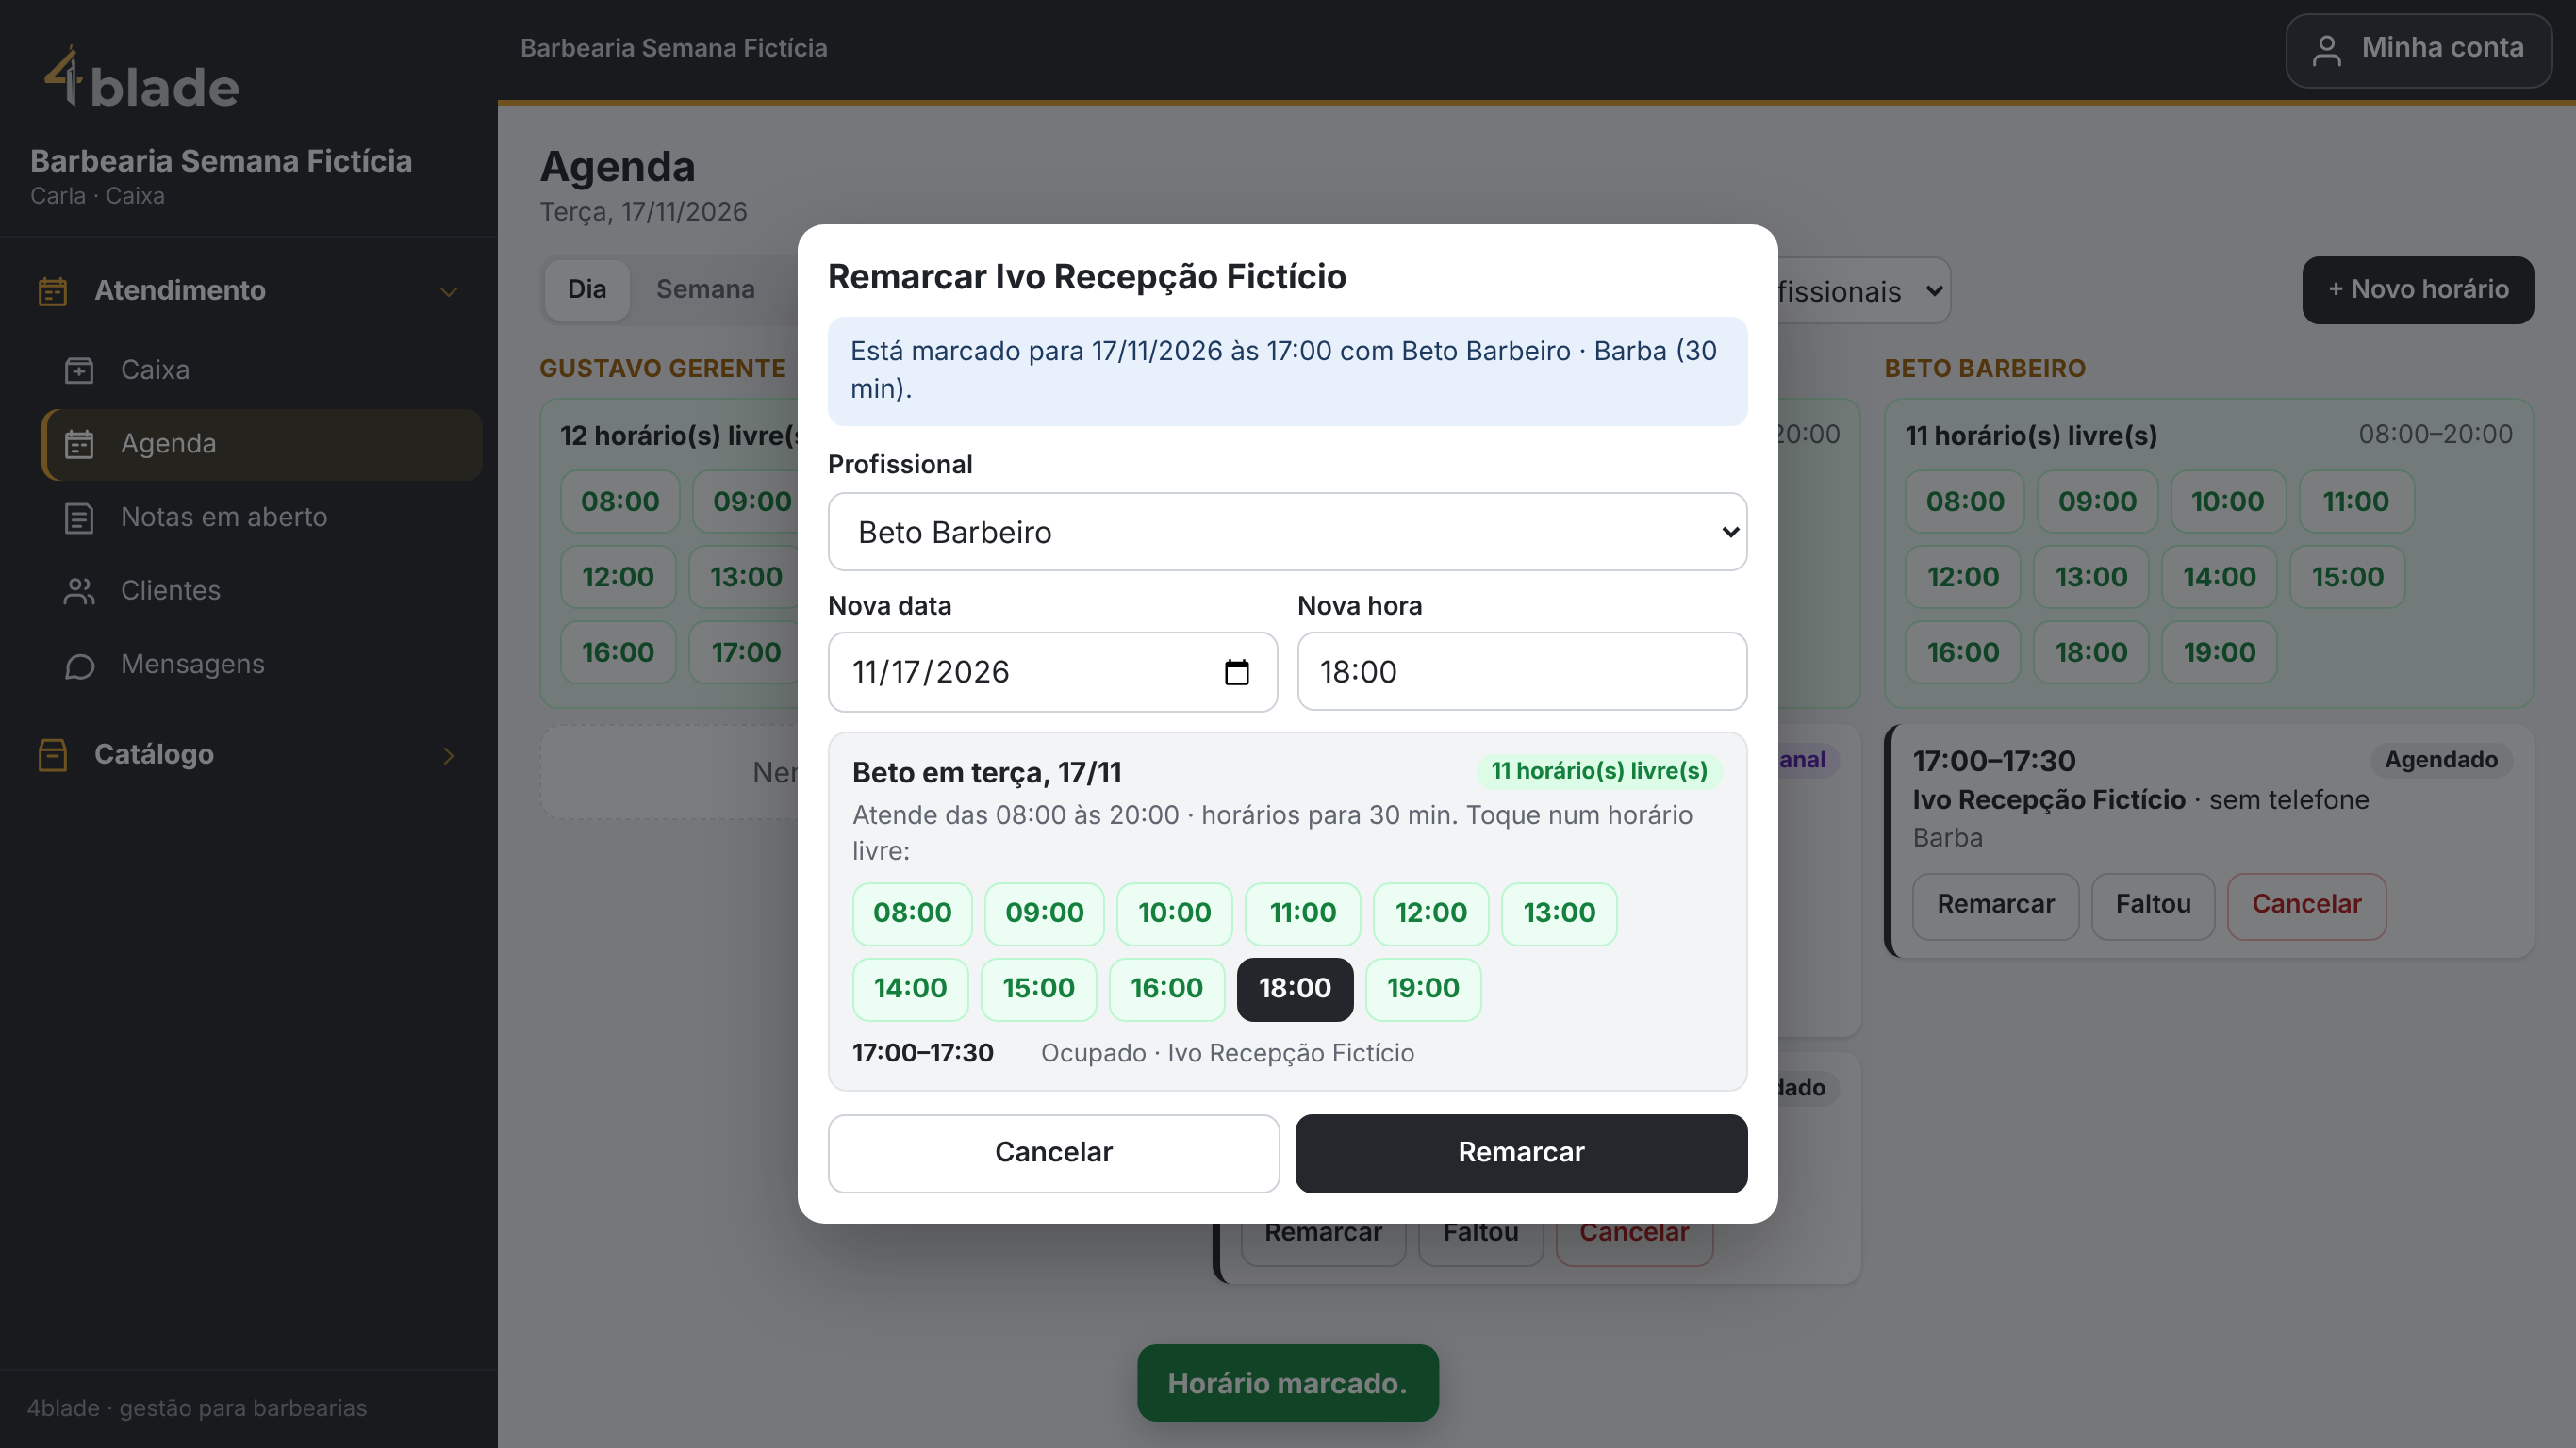 4blade
Barbearia Semana Fictícia
Carla · Caixa
Atendimento
Caixa
Agenda
Notas em aberto
Clientes
Mensagens
Catálogo
4blade · gestão para barbearias
Barbearia Semana Fictícia
Minha conta
Agenda
Terça, 17/11/2026
Dia
Semana
+ Novo horário
GUSTAVO GERENTE
12 horário(s)
08:00
09:00
12:00
13:00
16:00
17:00
20:00
Remarcar
Faltou
Cancelar
BETO BARBEIRO
11 horário(s) livre(s)
08:00–20:00
08:00
09:00
10:00
11:00
12:00
13:00
14:00
15:00
16:00
18:00
19:00
17:00–17:30
Agendado
Ivo Recepção Fictício · sem telefone
Barba
Remarcar
Faltou
Cancelar
Remarcar Ivo Recepção Fictício
Está marcado para 17/11/2026 às 17:00 com Beto Barbeiro · Barba (30
min).
Profissional
Beto Barbeiro
Nova data
Nova hora
11/17/2026
18:00
Beto em terça, 17/11
11 horário(s) livre(s)
Atende das 08:00 às 20:00 · horários para 30 min. Toque num horário
livre:
08:00
09:00
10:00
11:00
12:00
13:00
14:00
15:00
16:00
18:00
19:00
17:00–17:30
Ocupado · Ivo Recepção Fictício
Cancelar
Remarcar
Horário marcado.